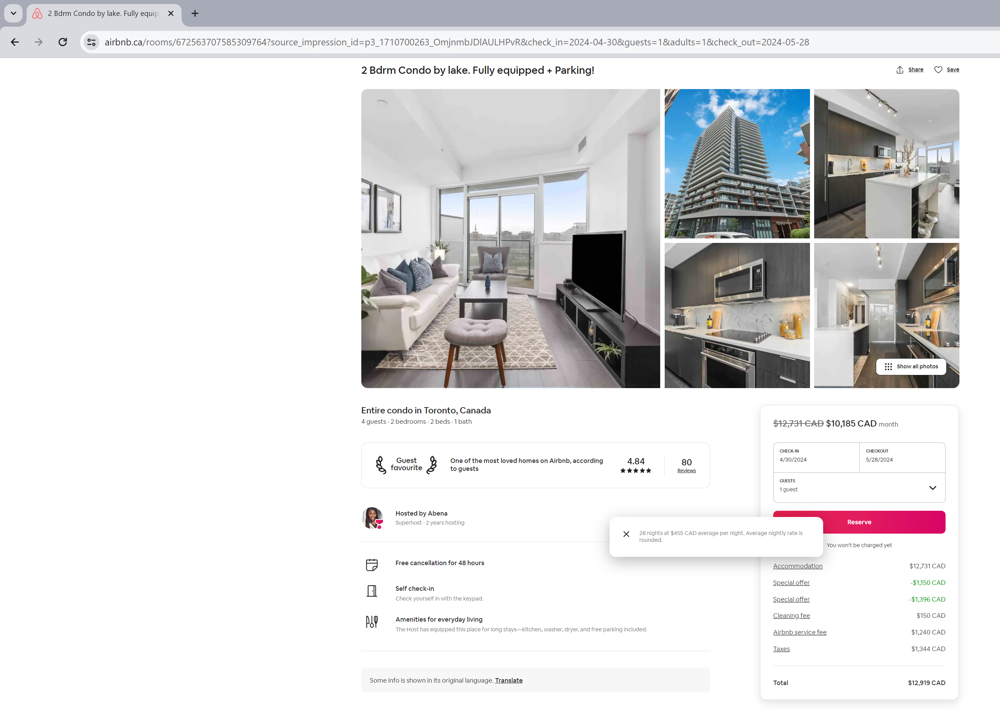 2 Bdrm Condo by lake. Fully equip
airbnb.ca/rooms/672563707585309764?source_impression_id=p3_1710700263_OmjnmbJDlAULHPvR&check_in=2024-04-30&guests=1&adults=1&check_out=2024-05-28
2 Bdrm Condo by lake. Fully equipped + Parking!
Share
Save
Show all photos
Entire condo in Toronto, Canada
4 guests · 2 bedrooms · 2 beds · 1 bath
Guest
favourite
One of the most loved homes on Airbnb, according
to guests
4.84
80
Reviews
Hosted by Abena
Superhost · 2 years hosting
Free cancellation for 48 hours
Self check-in
Check yourself in with the keypad.
Amenities for everyday living
The Host has equipped this place for long stays—kitchen, washer, dryer, and free parking included.
Some info is shown in its original language. Translate
$12,731 CAD $10,185 CAD month
CHECK-IN
4/30/2024
CHECKOUT
5/28/2024
GUESTS
1 guest
Reserve
28 nights at $455 CAD average per night. Average nightly rate is
rounded.
You won't be charged yet
Accommodation $12,731 CAD
Special offer -$1,150 CAD
Special offer -$1,396 CAD
Cleaning fee $150 CAD
Airbnb service fee $1,240 CAD
Taxes $1,344 CAD
Total $12,919 CAD